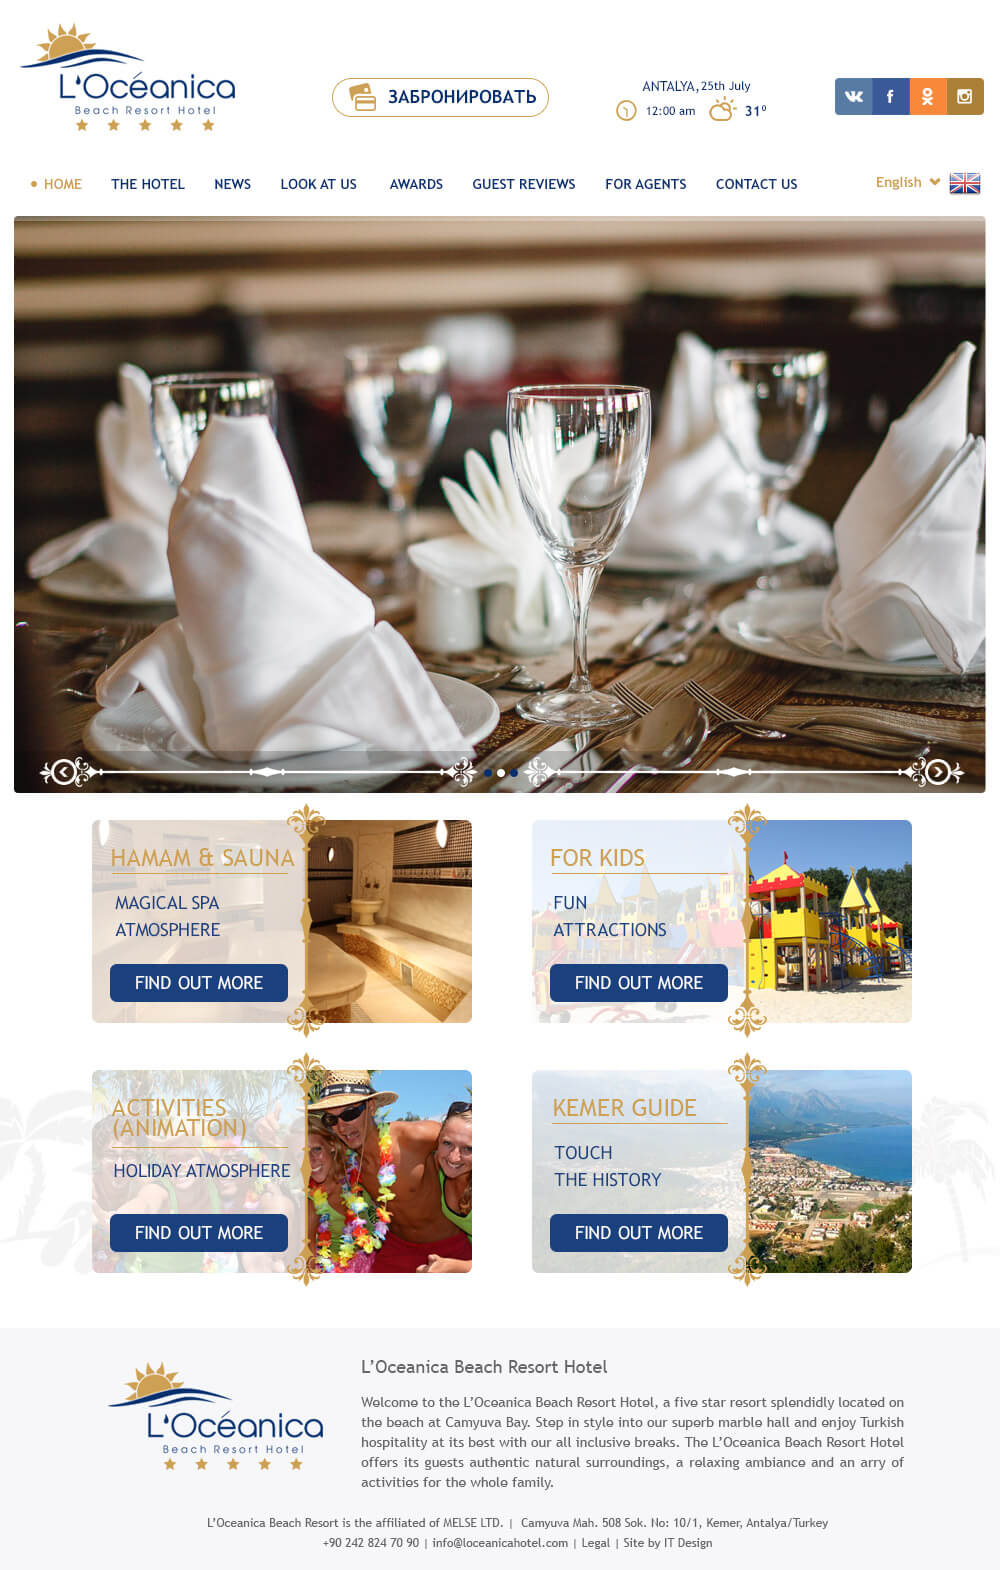 L'Océanica
Beach Resort Hotel
ЗАБРОНИРОВАТЬ
ANTALYA, 25th July
12:00 am 31º
HOME THE HOTEL NEWS LOOK AT US AWARDS GUEST REVIEWS FOR AGENTS CONTACT US English
HAMAM & SAUNA
MAGICAL SPA
ATMOSPHERE
FIND OUT MORE
FOR KIDS
FUN
ATTRACTIONS
FIND OUT MORE
ACTIVITIES
(ANIMATION)
HOLIDAY ATMOSPHERE
FIND OUT MORE
KEMER GUIDE
TOUCH
THE HISTORY
FIND OUT MORE
L'Océanica
Beach Resort Hotel
L’Oceanica Beach Resort Hotel
Welcome to the L’Oceanica Beach Resort Hotel, a five star resort splendidly located on
the beach at Camyuva Bay. Step in style into our superb marble hall and enjoy Turkish
hospitality at its best with our all inclusive breaks. The L’Oceanica Beach Resort Hotel
offers its guests authentic natural surroundings, a relaxing ambiance and an arry of
activities for the whole family.
L’Oceanica Beach Resort is the affiliated of MELSE LTD. | Camyuva Mah. 508 Sok. No: 10/1, Kemer, Antalya/Turkey
+90 242 824 70 90 | info@loceanicahotel.com | Legal | Site by IT Design